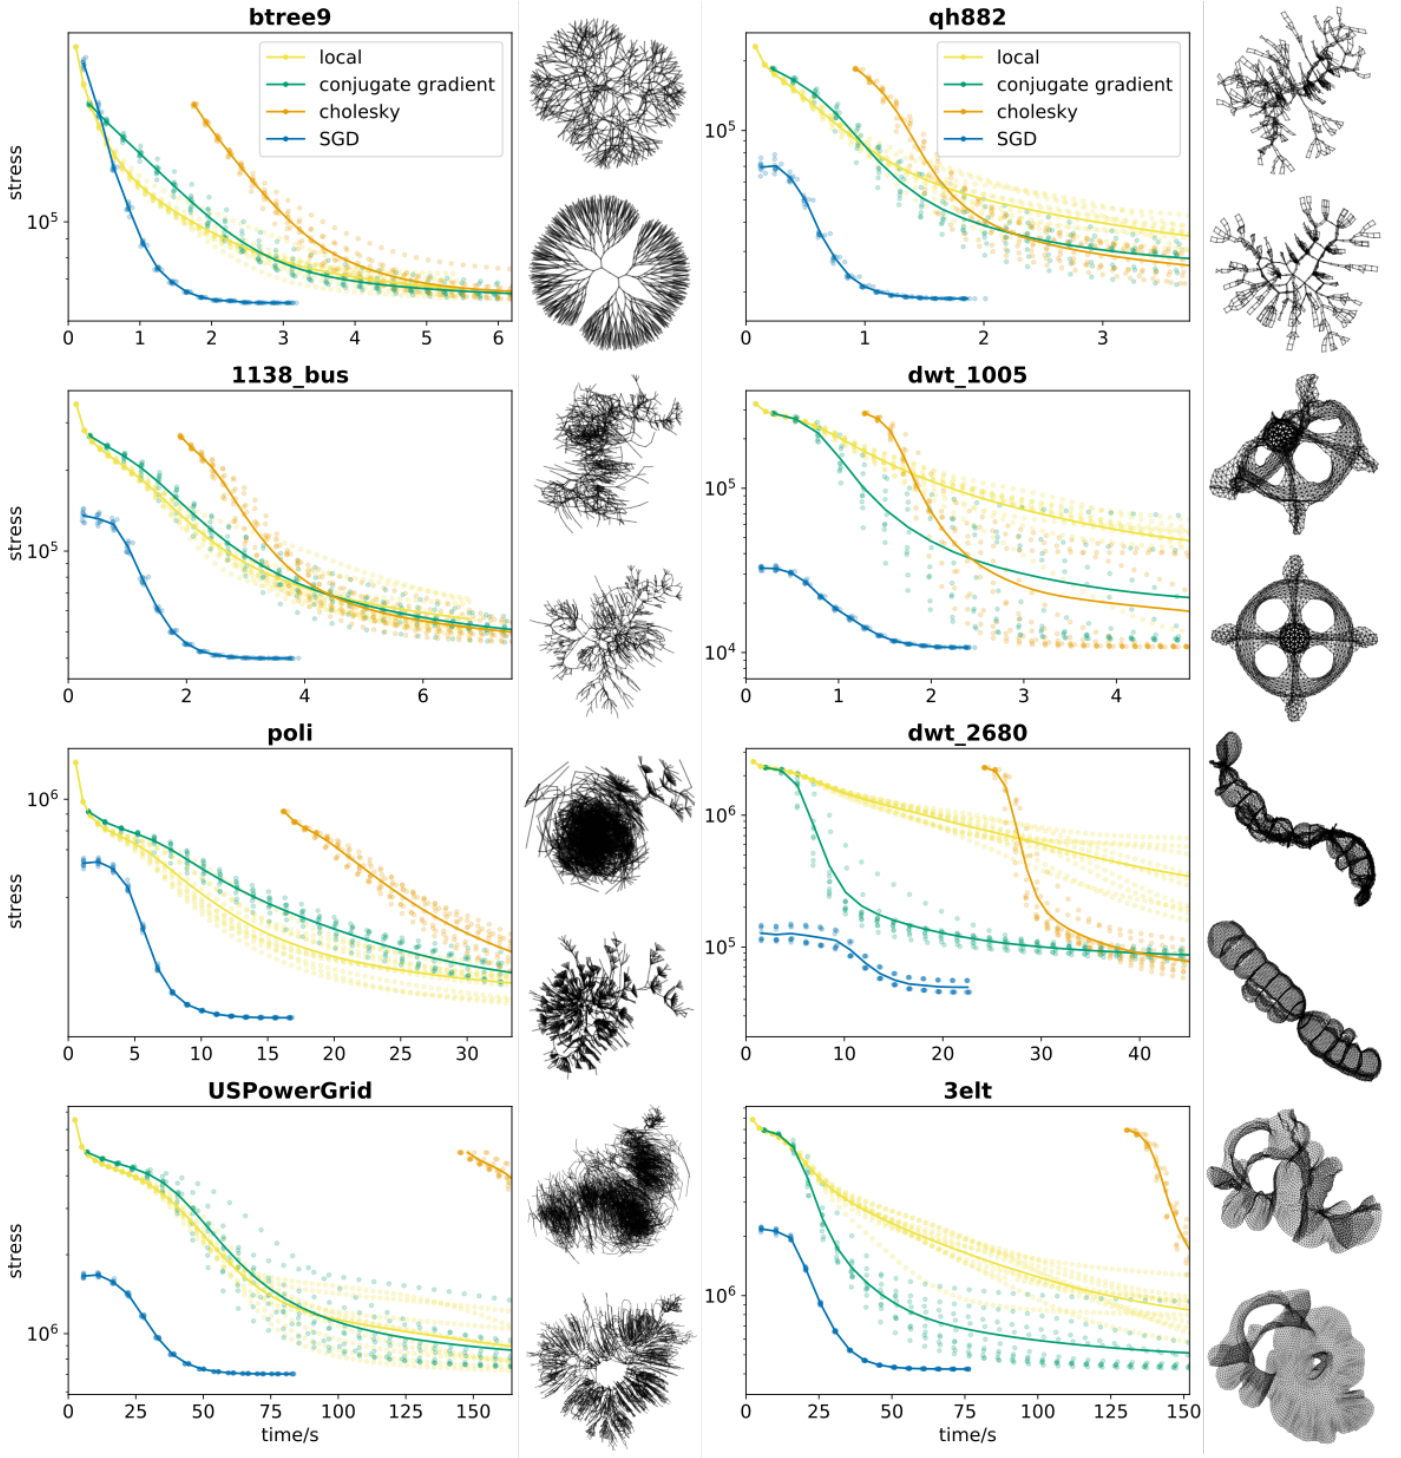 btree9
stress
10^5
local
conjugate gradient
cholesky
SGD
0 1 2 3 4 5 6
qh882
10^5
local
conjugate gradient
cholesky
SGD
0 1 2 3
1138_bus
stress
10^5
0 2 4 6
dwt_1005
10^5
10^4
0 1 2 3 4
poli
stress
10^6
0 5 10 15 20 25 30
dwt_2680
10^6
10^5
0 10 20 30 40
USPowerGrid
stress
10^6
0 25 50 75 100 125 150
time/s
3elt
10^6
0 25 50 75 100 125 150
time/s